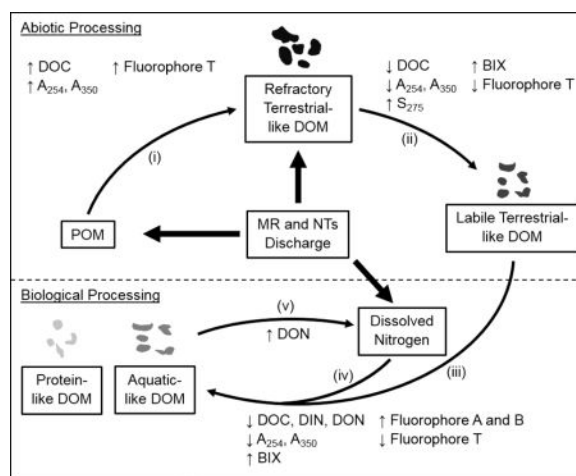 Abiotic Processing
↑ DOC ↑ Fluorophore T
↑ A₂₅₄, A₃₅₀
Refractory
Terrestrial-
like DOM
↓ DOC ↑ BIX
↓ A₂₅₄, A₃₅₀ ↓ Fluorophore T
↑ S₂₇₅
(i)
(ii)
POM
MR and NTs
Discharge
Labile Terrestrial-
like DOM
Biological Processing
(v)
↑ DON
Dissolved
Nitrogen
Protein-
like DOM
Aquatic-
like DOM
(iv)
(iii)
↓ DOC, DIN, DON ↑ Fluorophore A and B
↓ A₂₅₄, A₃₅₀ ↓ Fluorophore T
↑ BIX